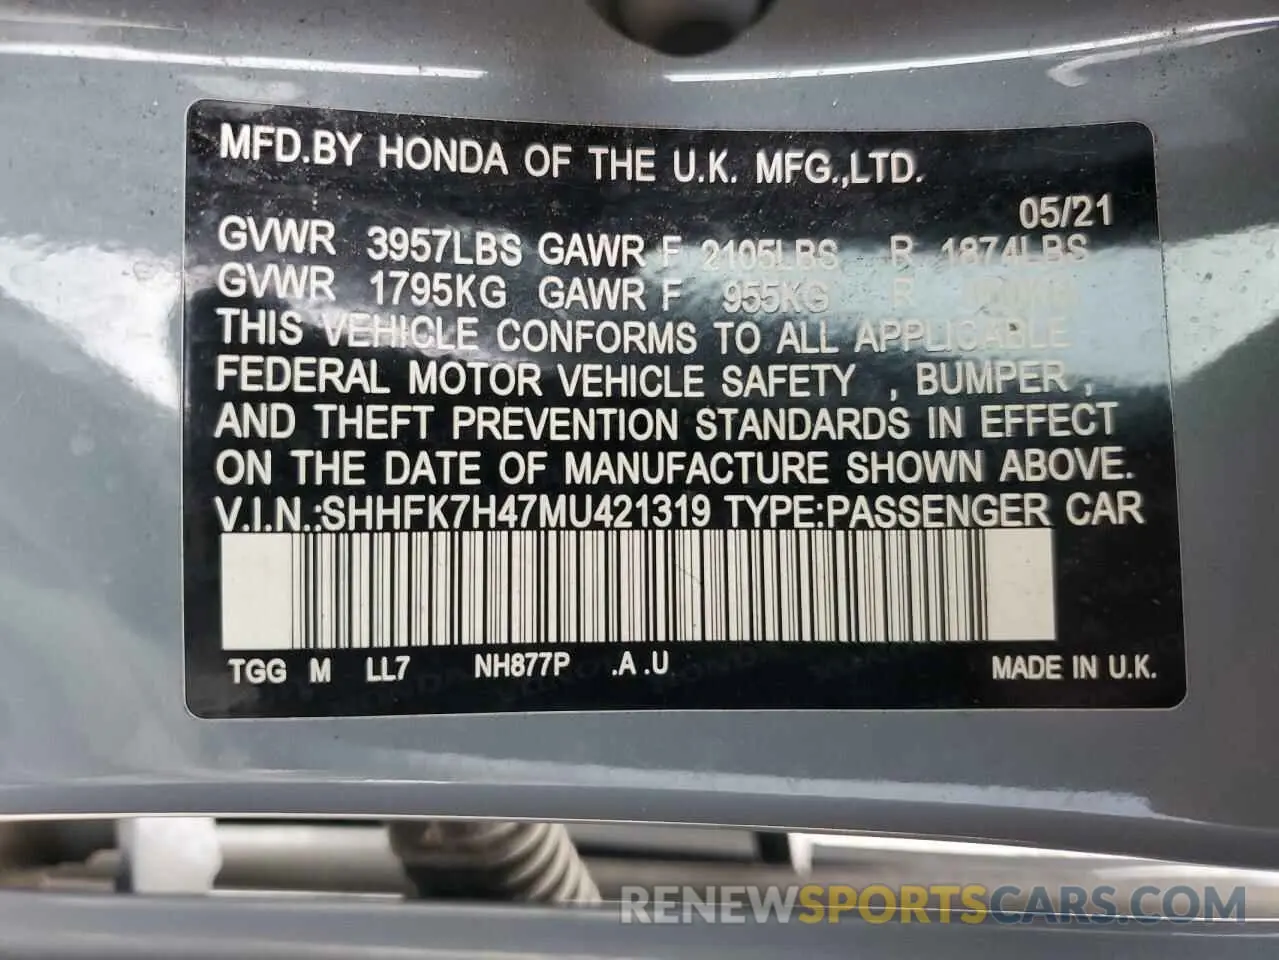 MFD.BY HONDA OF THE U.K. MFG.,LTD.
05/21
GVWR 3957LBS GAWR F 2105LBS R 1874LBS
GVWR 1795KG GAWR F 955KG R
THIS VEHICLE CONFORMS TO ALL APPLICABLE
FEDERAL MOTOR VEHICLE SAFETY , BUMPER ,
AND THEFT PREVENTION STANDARDS IN EFFECT
ON THE DATE OF MANUFACTURE SHOWN ABOVE.
V.I.N.:SHHFK7H47MU421319 TYPE:PASSENGER CAR
TGG M LL7 NH877P .A .U MADE IN U.K.
RENEWSPORTSCARS.COM